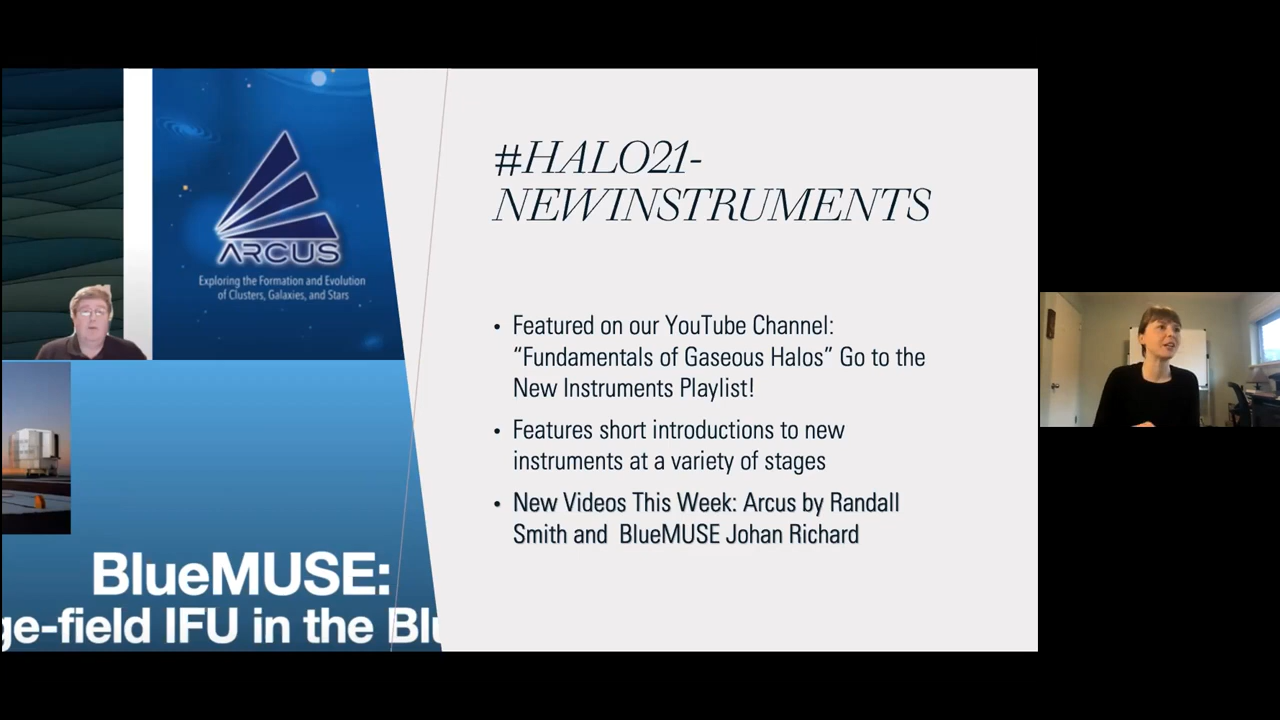 ARCUS
Exploring the Formation and Evolution
of Clusters, Galaxies, and Stars
BlueMUSE:
ge-field IFU in the Blu
#HALO21-
NEWINSTRUMENTS
• Featured on our YouTube Channel:
“Fundamentals of Gaseous Halos” Go to the
New Instruments Playlist!
• Features short introductions to new
instruments at a variety of stages
• New Videos This Week: Arcus by Randall
Smith and BlueMUSE Johan Richard